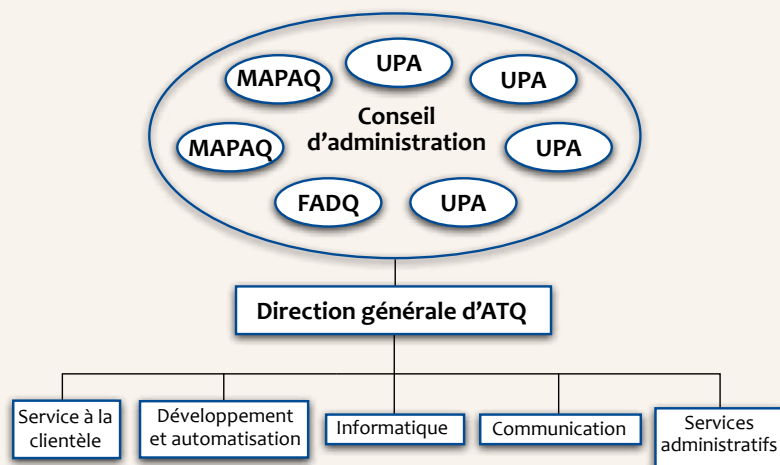 UPA
MAPAQ
UPA
Conseil
d'administration
MAPAQ
UPA
FADQ
UPA
Direction générale d'ATQ
Service à la
clientèle
Développement
et automatisation
Informatique
Communication
Services
administratifs